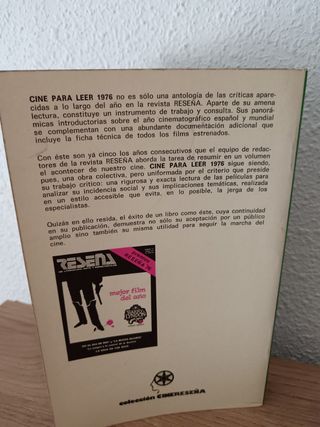 CINE PARA LEER 1976 no es sólo una antología de las críticas apare-
cidas a lo largo del año en la revista RESEÑA. Aparte de su amena
lectura, constituye un instrumento de trabajo y consulta. Sus panorá-
micas introductorias sobre el año cinematográfico español y mundial
se complementan con una abundante documentación adicional que
incluye la ficha técnica de todos los films estrenados.
Con éste son ya cinco los años consecutivos que el equipo de redac-
tores de la revista RESEÑA aborda la tarea de resumir en un volumen
el acontecer de nuestro cine. CINE PARA LEER 1976 sigue siendo,
pues, una obra colectiva, pero uniformada por el criterio que preside
su trabajo crítico: una rigurosa y exacta lectura de las películas para
su incidencia social y sus implicaciones temáticas, realizada
en un estilo accesible que evita, en lo posible, la jerga de los
especialistas.
Quizás en ello resida, el éxito de un libro como éste, cuya continuidad
en su publicación, demuestra no sólo su aceptación por un público
amplio sino también su misma utilidad para seguir la marcha del
cine.
RESEÑA
mejor film
del año
BARRY
LYNDON
colección CINERESEÑA